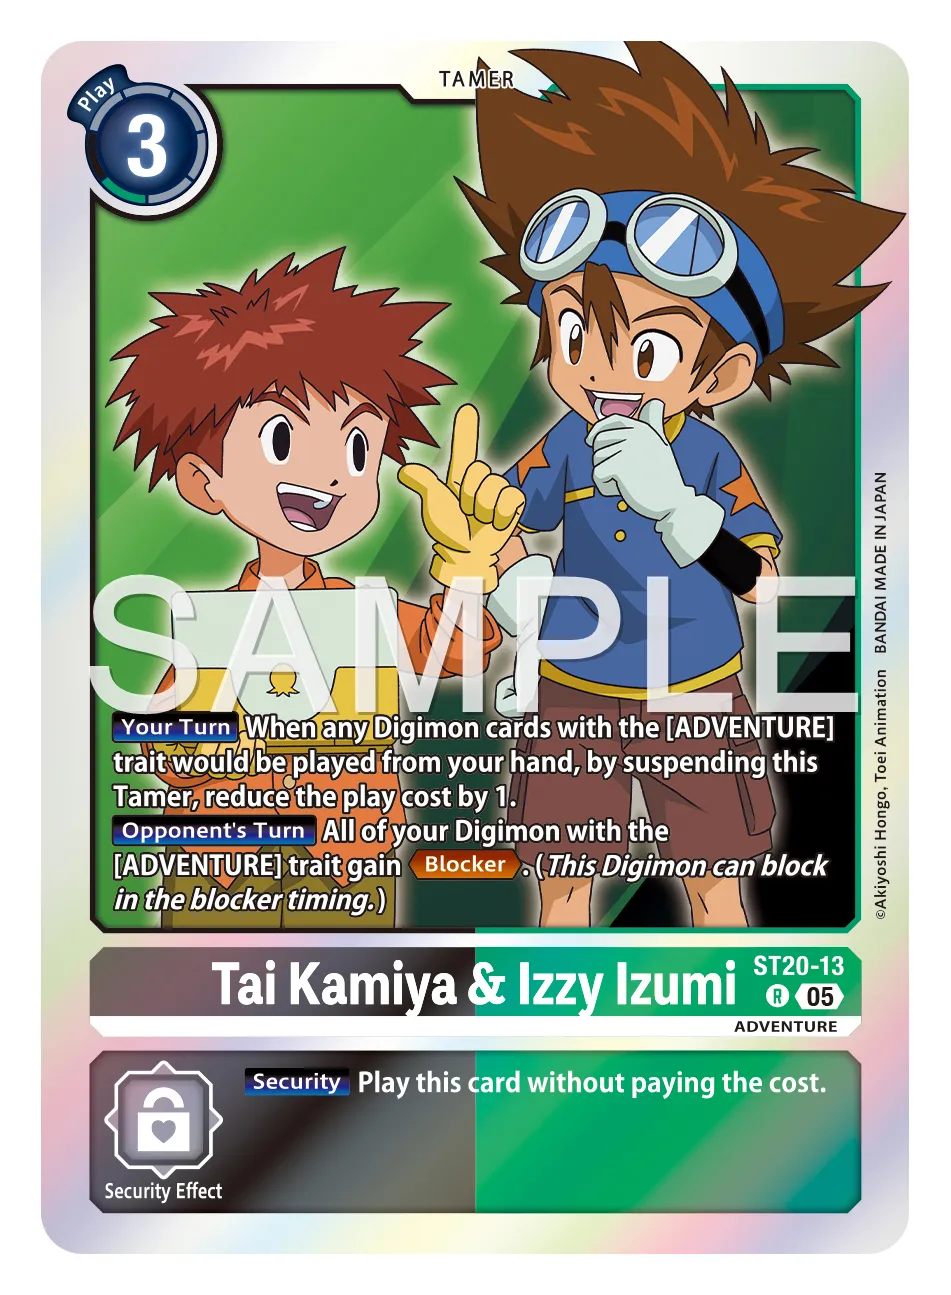 TAMER
Play
3
SAMPLE
Your Turn When any Digimon cards with the [ADVENTURE]
trait would be played from your hand, by suspending this
Tamer, reduce the play cost by 1.
Opponent's Turn All of your Digimon with the
[ADVENTURE] trait gain Blocker. (This Digimon can block
in the blocker timing.)
©Akiyoshi Hongo, Toei Animation BANDAI MADE IN JAPAN
Tai Kamiya & Izzy Izumi
ST20-13
R 05
ADVENTURE
Security Play this card without paying the cost.
Security Effect